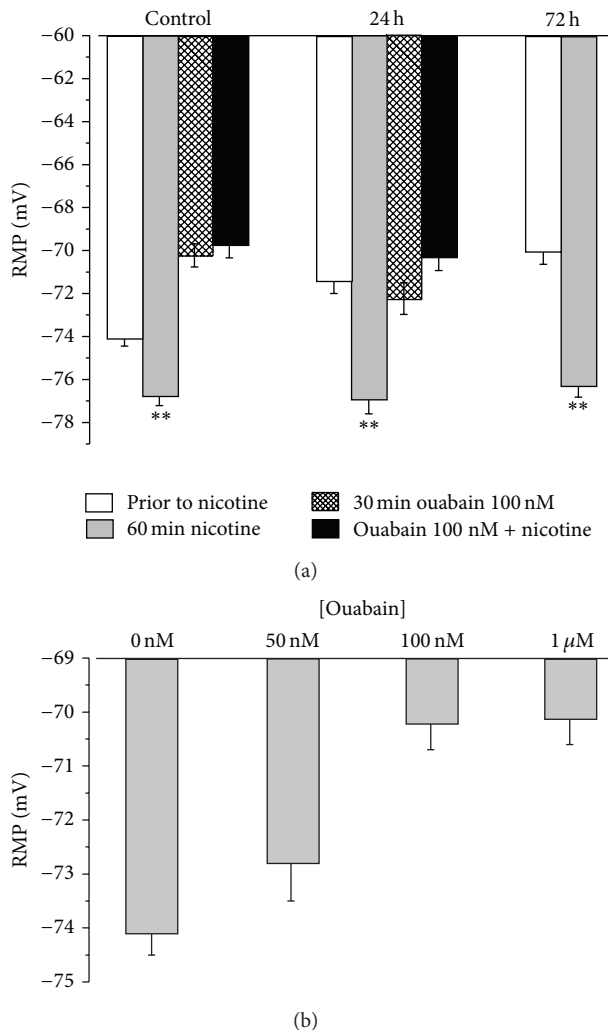 Control 24 h 72 h
−60
−62
−64
−66
−68
−70
−72
−74
−76
−78
RMP (mV)
** ** **
Prior to nicotine 30 min ouabain 100 nM
60 min nicotine Ouabain 100 nM + nicotine
(a)
[Ouabain]
0 nM 50 nM 100 nM 1 μM
−69
−70
−71
−72
−73
−74
−75
RMP (mV)
(b)